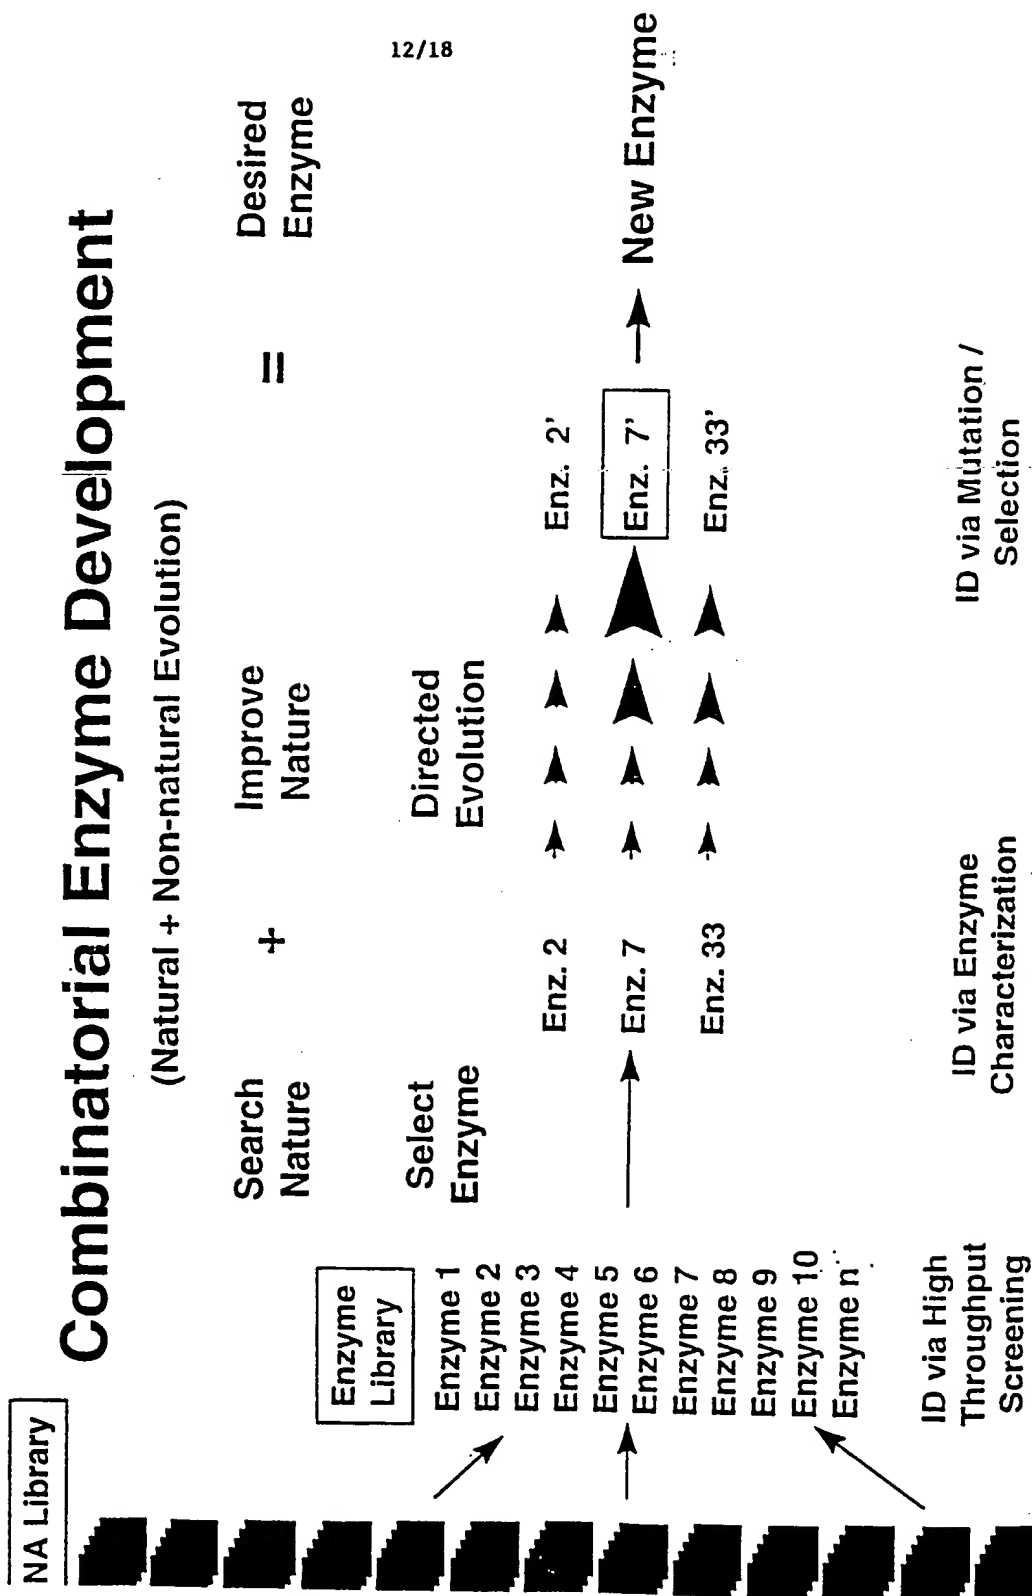 12/18
NA Library
Combinatorial Enzyme Development
(Natural + Non-natural Evolution)
Search
Nature
+
Improve
Nature
=
Desired
Enzyme
Enzyme
Library
Select
Enzyme
Directed
Evolution
Enzyme 1
Enzyme 2
Enzyme 3
Enzyme 4
Enzyme 5
Enzyme 6
Enzyme 7
Enzyme 8
Enzyme 9
Enzyme 10
Enzyme n
Enz. 2
Enz. 7
Enz. 33
Enz. 2'
Enz. 7'
Enz. 33'
New Enzyme
ID via High
Throughput
Screening
ID via Enzyme
Characterization
ID via Mutation /
Selection